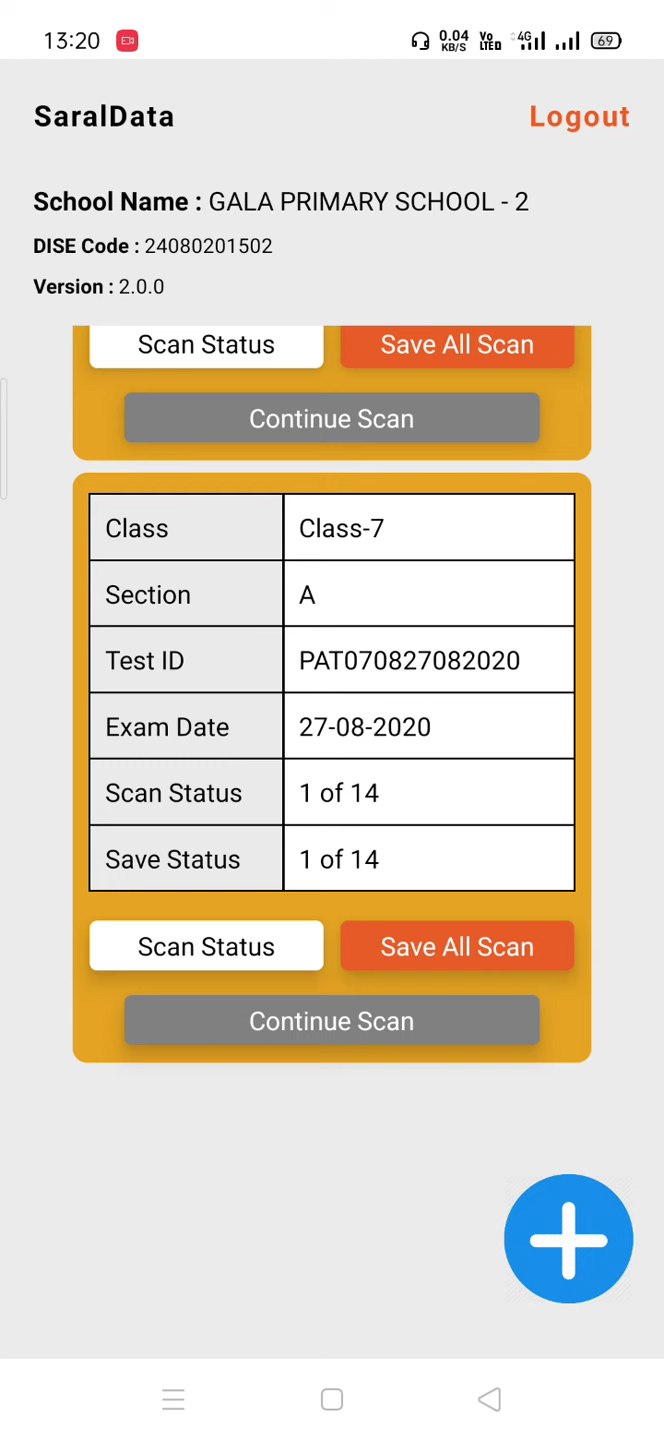 13:20 0.04 KB/S Vo LTE 4G 69
SaralData Logout
School Name : GALA PRIMARY SCHOOL - 2
DISE Code : 24080201502
Version : 2.0.0
Scan Status Save All Scan
Continue Scan
Class Class-7
Section A
Test ID PAT070827082020
Exam Date 27-08-2020
Scan Status 1 of 14
Save Status 1 of 14
Scan Status Save All Scan
Continue Scan